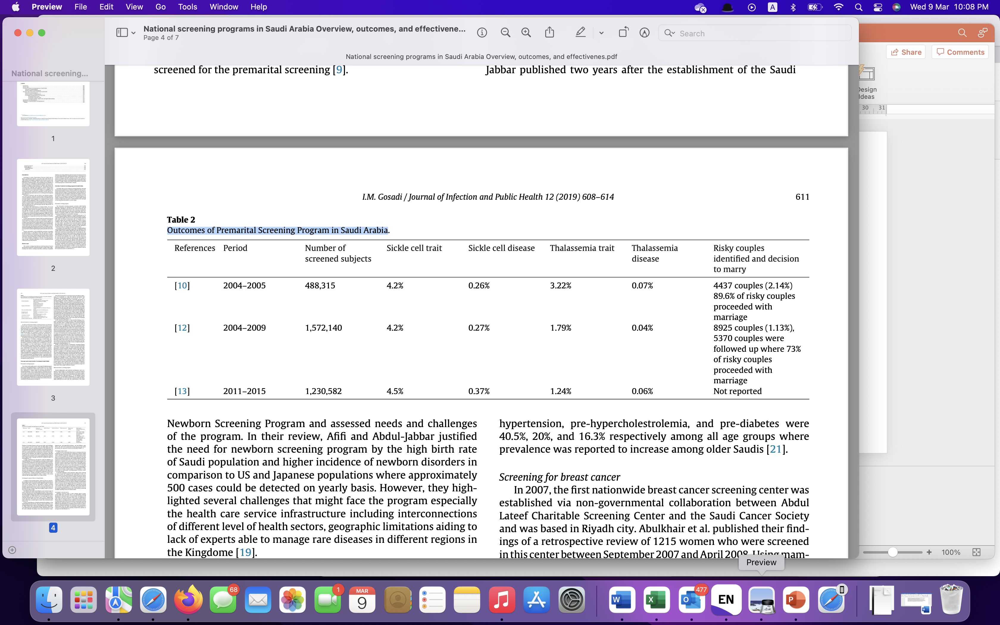 Preview File Edit View Go Tools Window Help
A
Wed 9 Mar 10:08 PM
National screening programs in Saudi Arabia Overview, outcomes, and effectivene...
Page 4 of 7
Search
National screening programs in Saudi Arabia Overview, outcomes, and effectivenes.pdf
National screening...
1
2
3
4
Share
Comments
Design
Ideas
30 31
screened for the premarital screening [9].
Jabbar published two years after the establishment of the Saudi
I.M. Gosadi / Journal of Infection and Public Health 12 (2019) 608–614
611
Table 2
Outcomes of Premarital Screening Program in Saudi Arabia.
References Period Number of screened subjects Sickle cell trait Sickle cell disease Thalassemia trait Thalassemia disease Risky couples identified and decision to marry
[10] 2004–2005 488,315 4.2% 0.26% 3.22% 0.07% 4437 couples (2.14%)
89.6% of risky couples
proceeded with
marriage
[12] 2004–2009 1,572,140 4.2% 0.27% 1.79% 0.04% 8925 couples (1.13%),
5370 couples were
followed up where 73%
of risky couples
proceeded with
marriage
[13] 2011–2015 1,230,582 4.5% 0.37% 1.24% 0.06% Not reported
Newborn Screening Program and assessed needs and challenges
of the program. In their review, Afifi and Abdul-Jabbar justified
the need for newborn screening program by the high birth rate
of Saudi population and higher incidence of newborn disorders in
comparison to US and Japanese populations where approximately
500 cases could be detected on yearly basis. However, they high-
lighted several challenges that might face the program especially
the health care service infrastructure including interconnections
of different level of health sectors, geographic limitations aiding to
lack of experts able to manage rare diseases in different regions in
the Kingdome [19].
hypertension, pre-hypercholestrolemia, and pre-diabetes were
40.5%, 20%, and 16.3% respectively among all age groups where
prevalence was reported to increase among older Saudis [21].
Screening for breast cancer
In 2007, the first nationwide breast cancer screening center was
established via non-governmental collaboration between Abdul
Lateef Charitable Screening Center and the Saudi Cancer Society
and was based in Riyadh city. Abulkhair et al. published their find-
ings of a retrospective review of 1215 women who were screened
in this center between September 2007 and April 2008. Using mam-
100%
Preview
68
1
MAR
9
W
X
O
477
EN
P
W